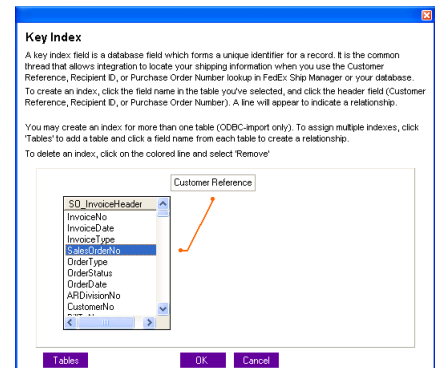 Key Index
A key index field is a database field which forms a unique identifier for a record. It is the common
thread that allows integration to locate your shipping information when you use the Customer
Reference, Recipient ID, or Purchase Order Number lookup in FedEx Ship Manager or your database.
To create an index, click the field name in the table you've selected, and click the header field (Customer
Reference, Recipient ID, or Purchase Order Number). A line will appear to indicate a relationship.
You may create an index for more than one table (ODBC-import only). To assign multiple indexes, click
'Tables' to add a table and click a field name from each table to create a relationship.
To delete an index, click on the colored line and select 'Remove'
Customer Reference
SO_InvoiceHeader
InvoiceNo
InvoiceDate
InvoiceType
SalesOrderNo
OrderType
OrderStatus
OrderDate
ARDivisionNo
CustomerNo
Tables OK Cancel